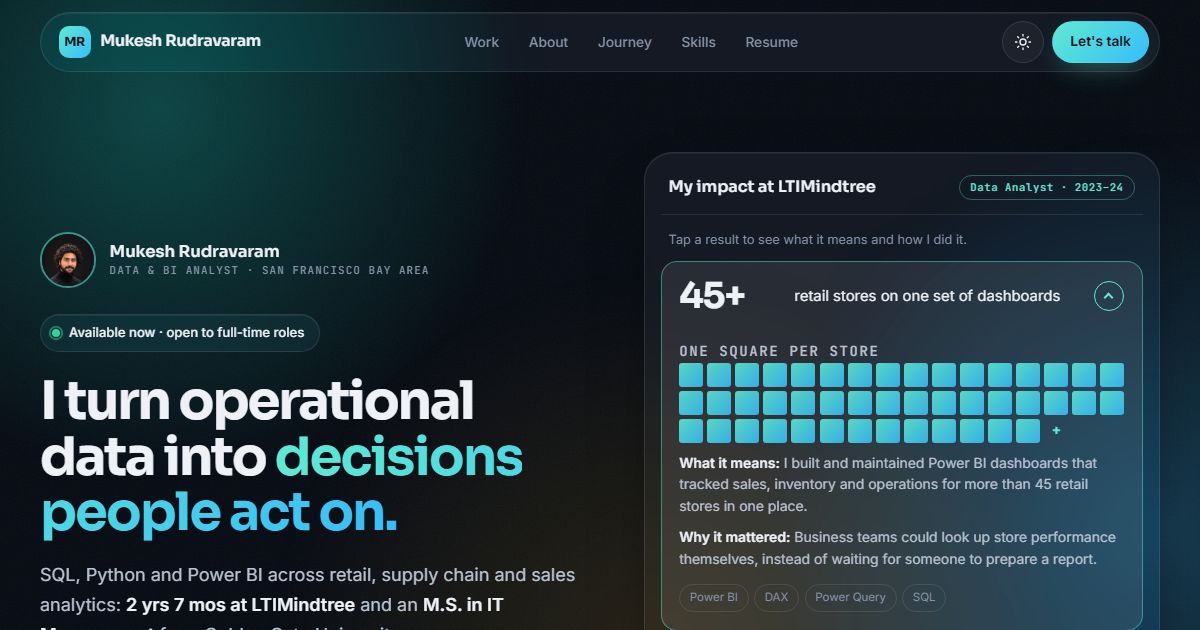 MR Mukesh Rudravaram Work About Journey Skills Resume Let's talk
Mukesh Rudravaram
DATA & BI ANALYST · SAN FRANCISCO BAY AREA
Available now · open to full-time roles
I turn operational
data into decisions
people act on.
SQL, Python and Power BI across retail, supply chain and sales
analytics: 2 yrs 7 mos at LTIMindtree and an M.S. in IT
My impact at LTIMindtree Data Analyst · 2023–24
Tap a result to see what it means and how I did it.
45+ retail stores on one set of dashboards
ONE SQUARE PER STORE
+
What it means: I built and maintained Power BI dashboards that
tracked sales, inventory and operations for more than 45 retail
stores in one place.
Why it mattered: Business teams could look up store performance
themselves, instead of waiting for someone to prepare a report.
Power BI DAX Power Query SQL